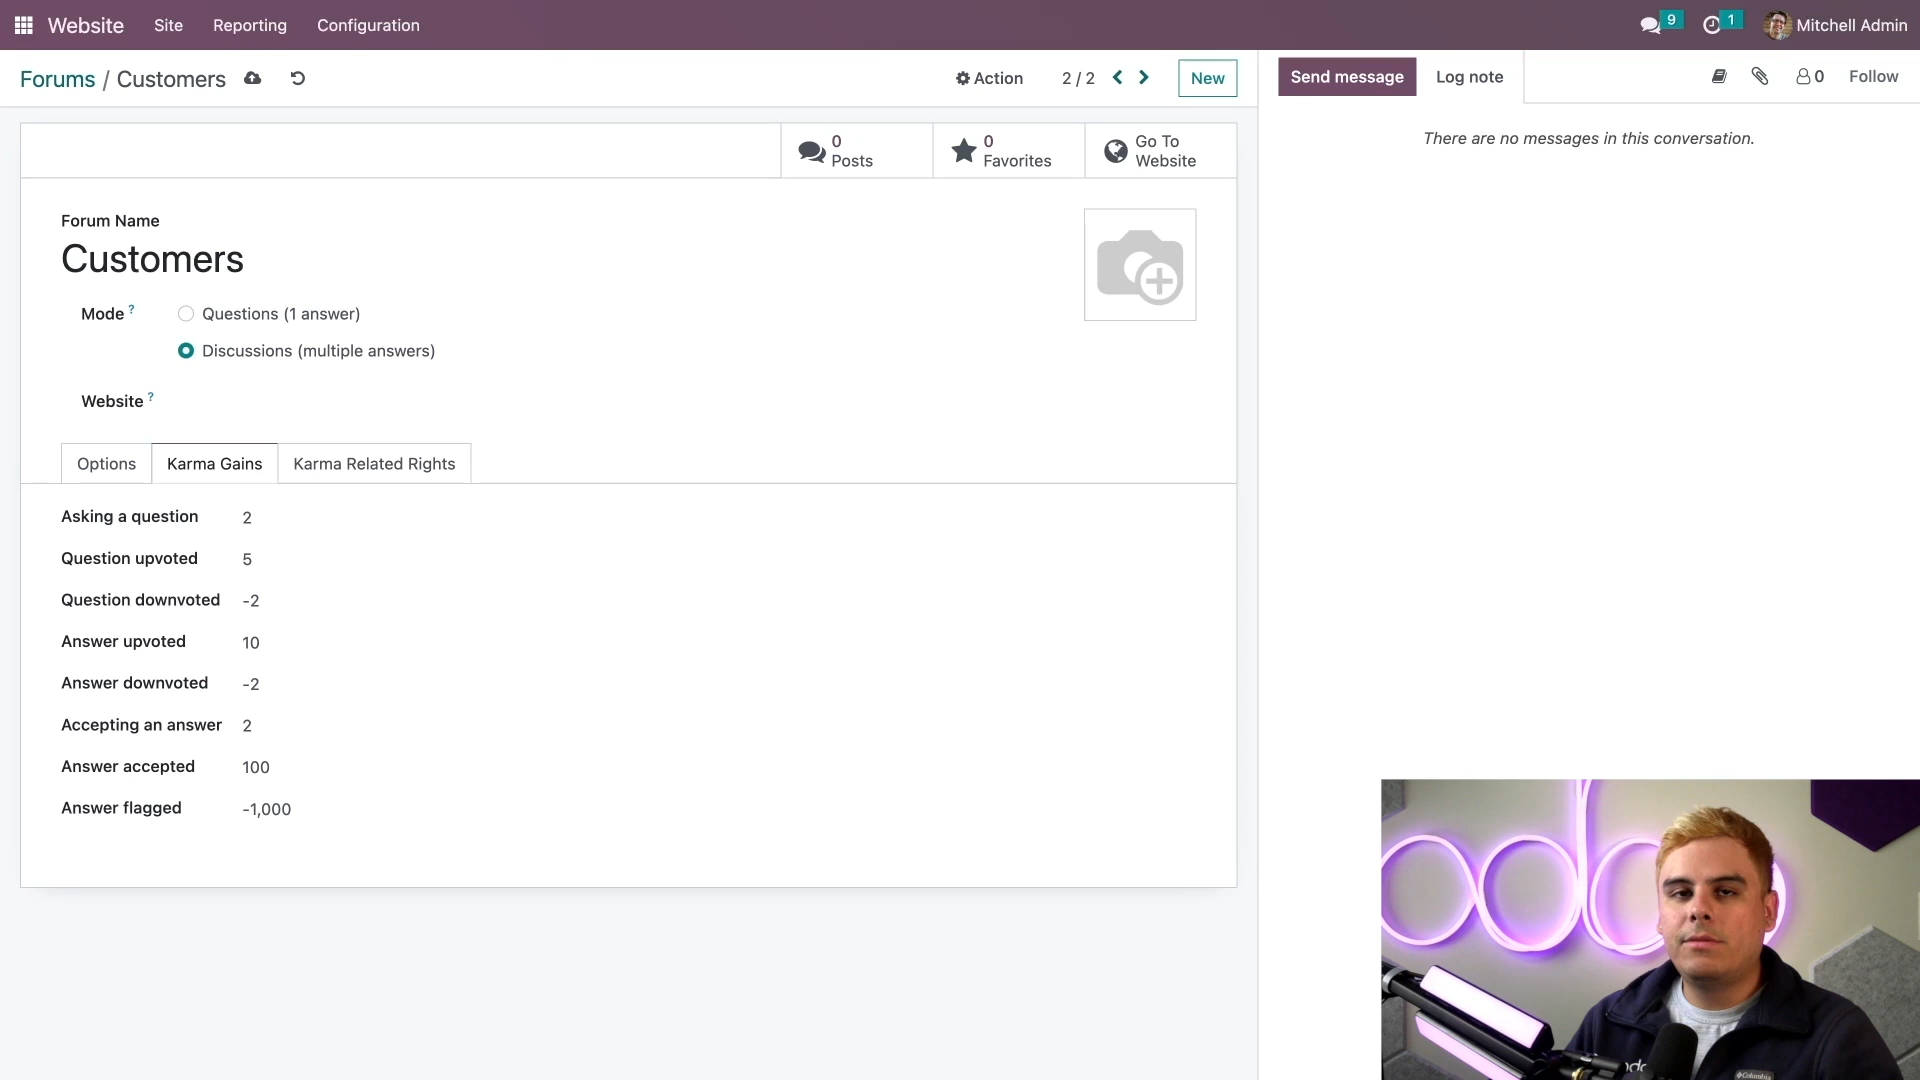 Website Site Reporting Configuration 9 1 Mitchell Admin
Forums / Customers Action 2 / 2 New Send message Log note 0 Follow
There are no messages in this conversation.
0 Posts
0 Favorites
Go To Website
Forum Name
Customers
Mode ? Questions (1 answer)
Discussions (multiple answers)
Website ?
Options Karma Gains Karma Related Rights
Asking a question 2
Question upvoted 5
Question downvoted -2
Answer upvoted 10
Answer downvoted -2
Accepting an answer 2
Answer accepted 100
Answer flagged -1,000
odoo
Columbia